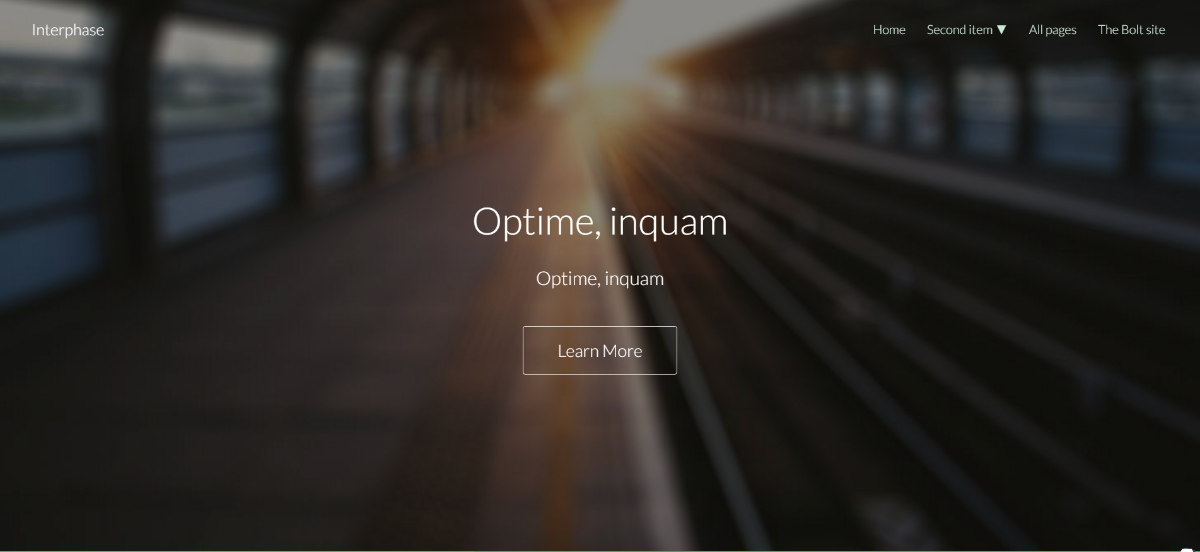 Interphase
Home Second item ▼ All pages The Bolt site
Optime, inquam
Optime, inquam
Learn More